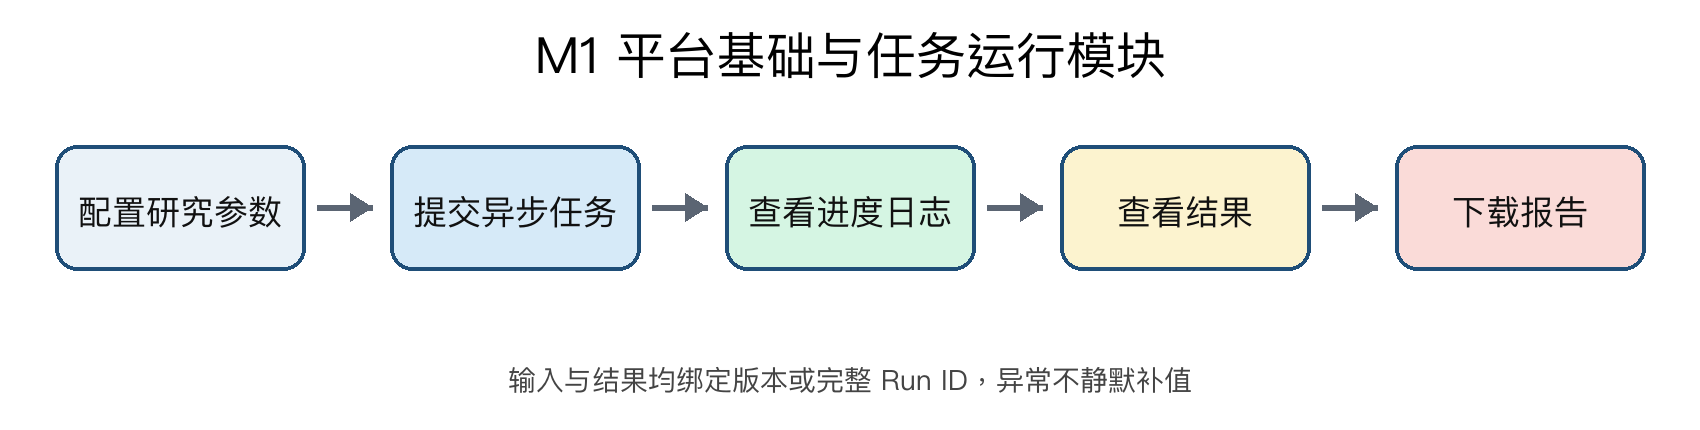 M1 平台基础与任务运行模块
配置研究参数
提交异步任务
查看进度日志
查看结果
下载报告
输入与结果均绑定版本或完整 Run ID，异常不静默补值